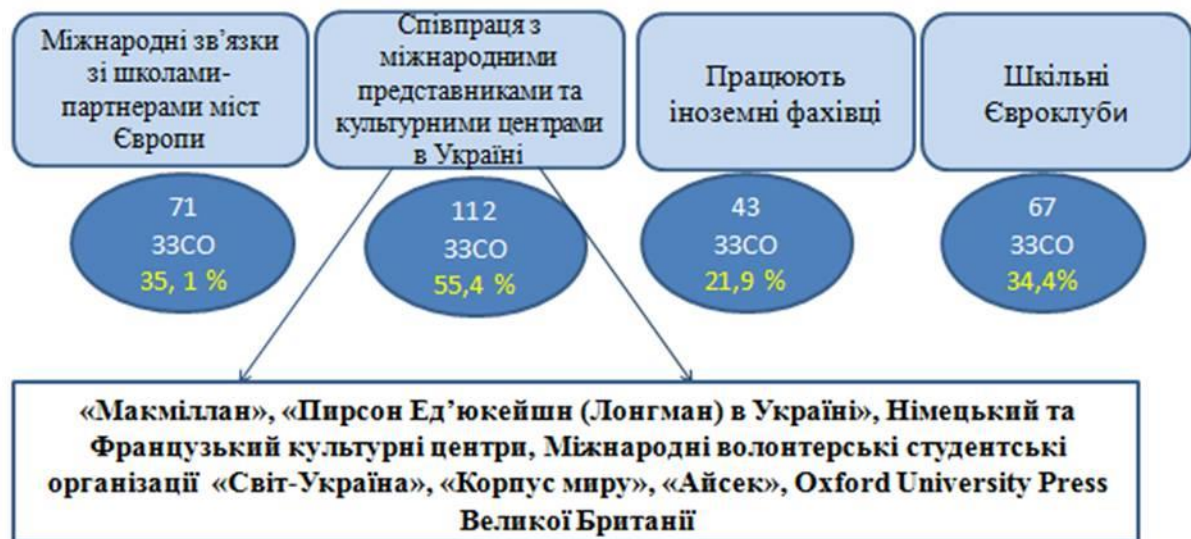 Міжнародні зв’язки
зі школами-
партнерами міст
Європи
71
ЗЗСО
35, 1 %
Співпраця з
міжнародними
представниками та
культурними центрами
в Україні
112
ЗЗСО
55,4 %
Працюють
іноземні фахівці
43
ЗЗСО
21,9 %
Шкільні
Євроклуби
67
ЗЗСО
34,4%
«Макміллан», «Пирсон Ед’юкейшн (Лонгман) в Україні», Німецький та
Французький культурні центри, Міжнародні волонтерські студентські
організації «Світ-Україна», «Корпус миру», «Айсек», Oxford University Press
Великої Британії